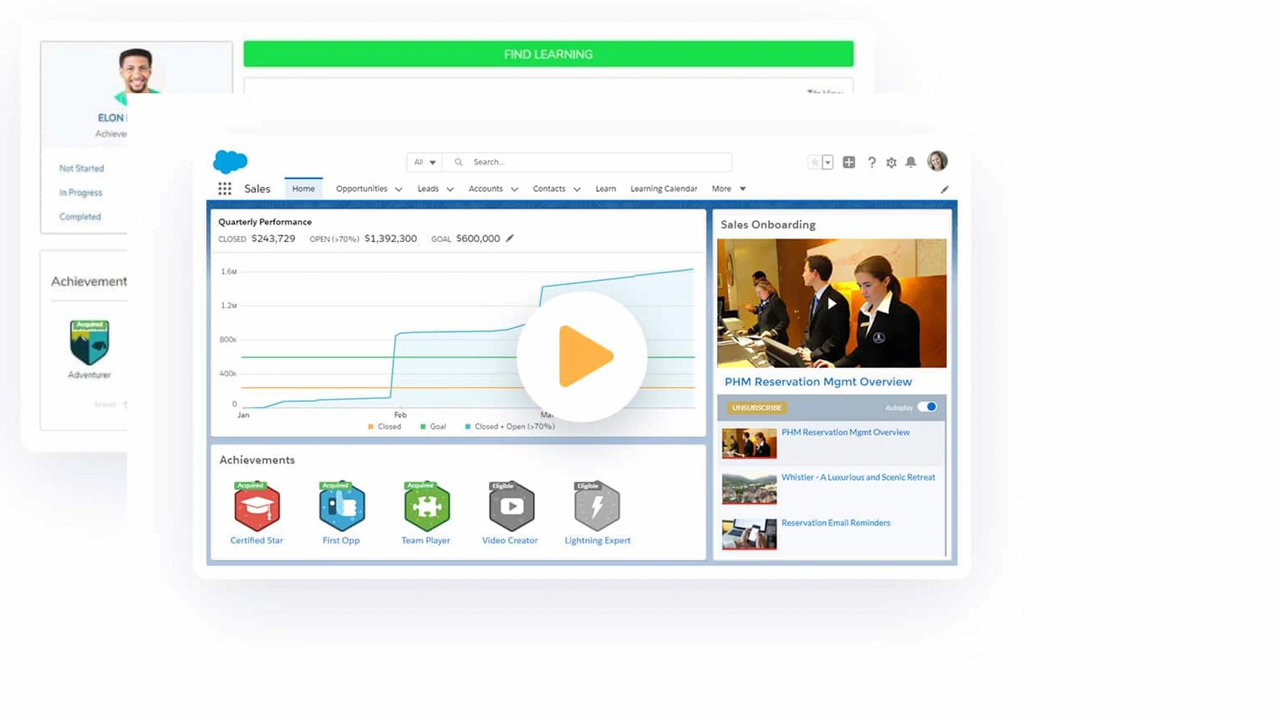 FIND LEARNING
ELON
Achieve
Not Started
In Progress
Completed
Achievement
Acquired
Adventurer
All
Search...
Sales
Home
Opportunities
Leads
Accounts
Contacts
Learn
Learning Calendar
More
Quarterly Performance
CLOSED $243,729 OPEN (>70%) $1,392,300 GOAL $600,000
1.6M
1.2M
800K
400K
0
Jan
Feb
Mar
Closed
Goal
Closed + Open (>70%)
Achievements
Acquired
Certified Star
Acquired
First Opp
Acquired
Team Player
Eligible
Video Creator
Eligible
Lightning Expert
Sales Onboarding
PHM Reservation Mgmt Overview
UNSUBSCRIBE
Autoplay
PHM Reservation Mgmt Overview
Whistler - A Luxurious and Scenic Retreat
Reservation Email Reminders